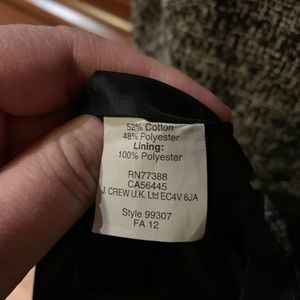 52% Cotton
48% Polyester
Lining:
100% Polyester
RN77388
CA56445
J. CREW U.K. Ltd EC4V 6JA
Style 99307
FA 12